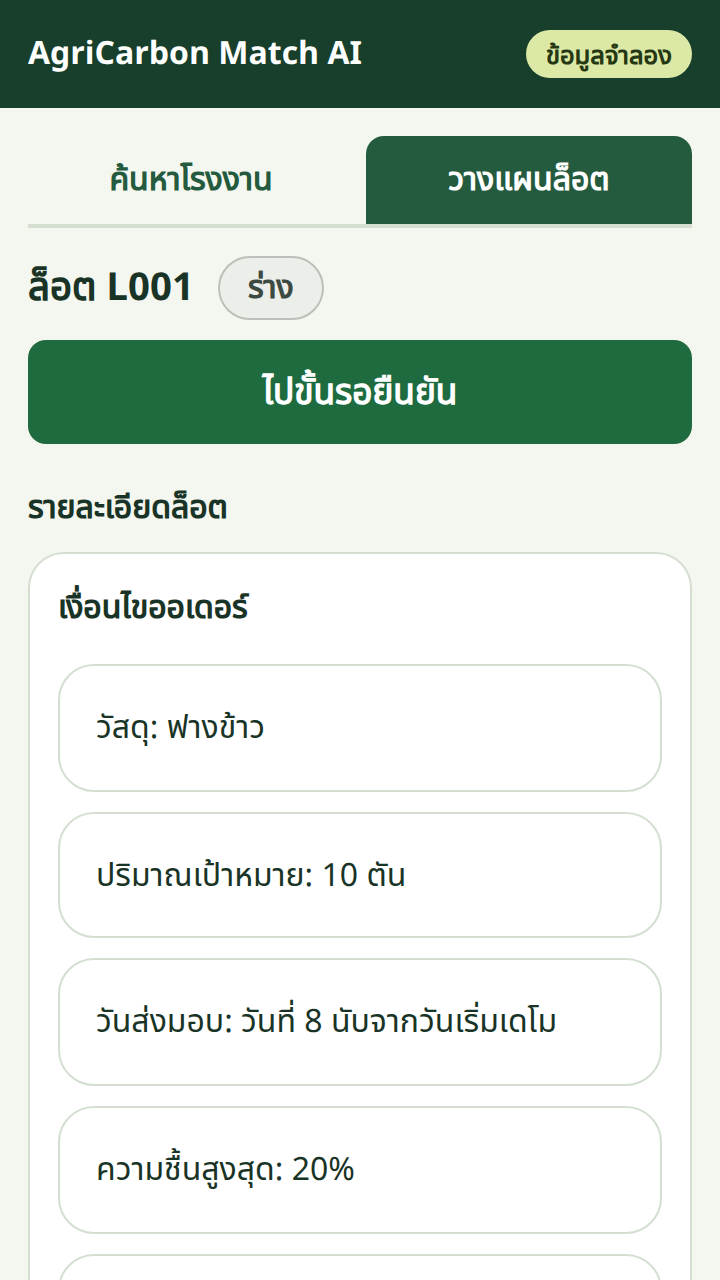 AgriCarbon Match AI
ข้อมูลจำลอง
ค้นหาโรงงาน
วางแผนล็อต
ล็อต L001
ร่าง
ไปขั้นรอยืนยัน
รายละเอียดล็อต
เงื่อนไขออเดอร์
วัสดุ: ฟางข้าว
ปริมาณเป้าหมาย: 10 ตัน
วันส่งมอบ: วันที่ 8 นับจากวันเริ่มเดโม
ความชื้นสูงสุด: 20%